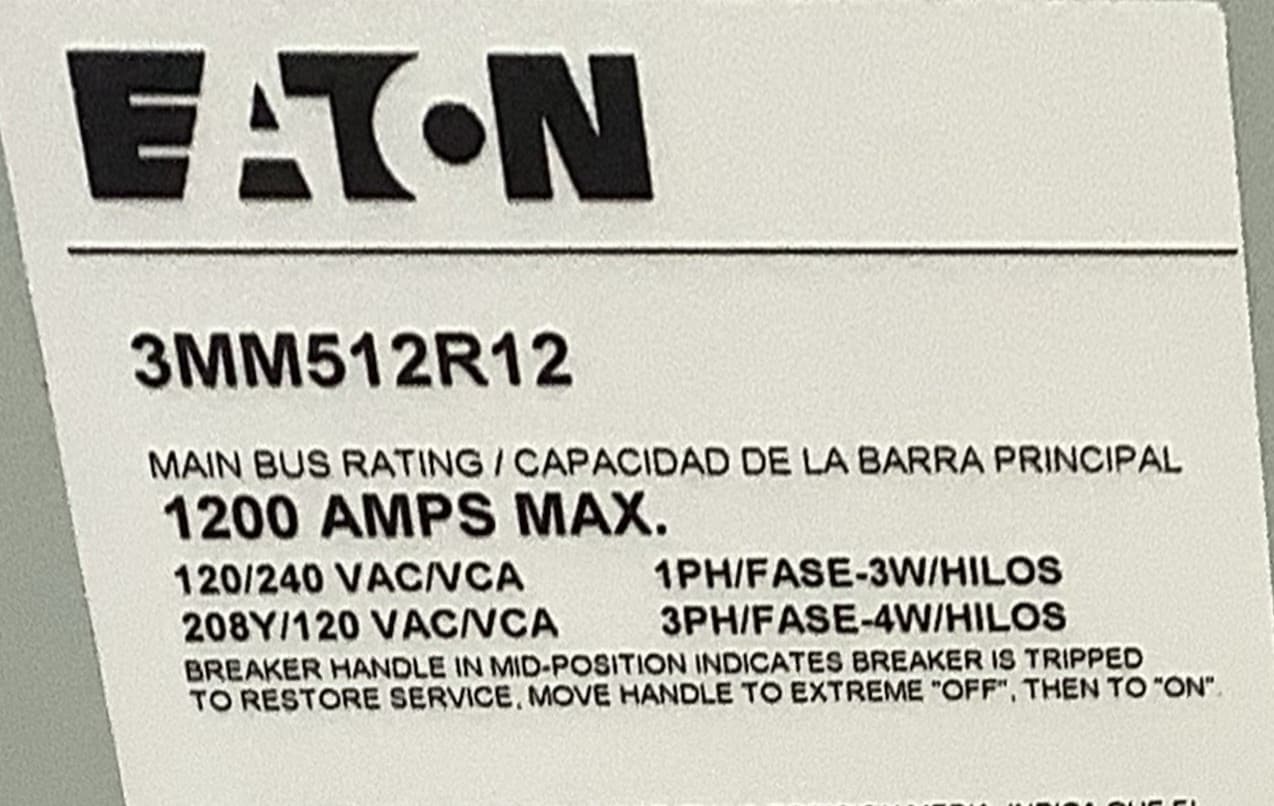 EATON
3MM512R12
MAIN BUS RATING / CAPACIDAD DE LA BARRA PRINCIPAL
1200 AMPS MAX.
120/240 VAC/VCA 1PH/FASE-3W/HILOS
208Y/120 VAC/VCA 3PH/FASE-4W/HILOS
BREAKER HANDLE IN MID-POSITION INDICATES BREAKER IS TRIPPED
TO RESTORE SERVICE, MOVE HANDLE TO EXTREME "OFF", THEN TO "ON".